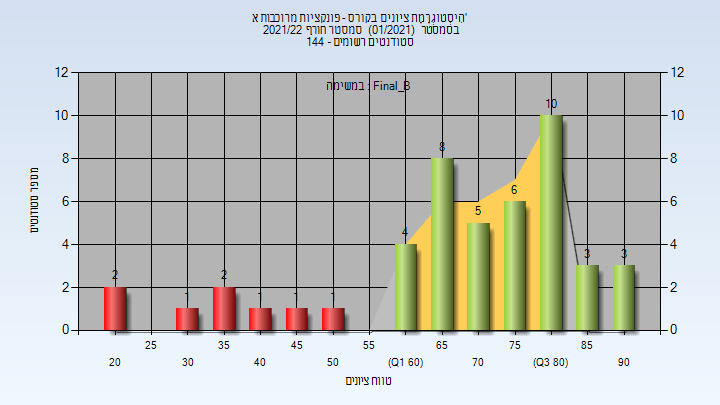 היסטוגרמת ציונים בקורס - פונקציות מרוכבות א'
בסמסטר (01/2021) סמסטר חורף 2021/22
סטודנטים רשומים - 144
במשימה : Final_B
12 12
10 10
8 8
6 6
4 4
2 2
0 0
מספר סטודנטים
2 1 2 1 1 1 4 8 5 6 10 3 3
25 35 45 55 65 75 85
20 30 40 50 (Q1 60) 70 (Q3 80) 90
טווח ציונים